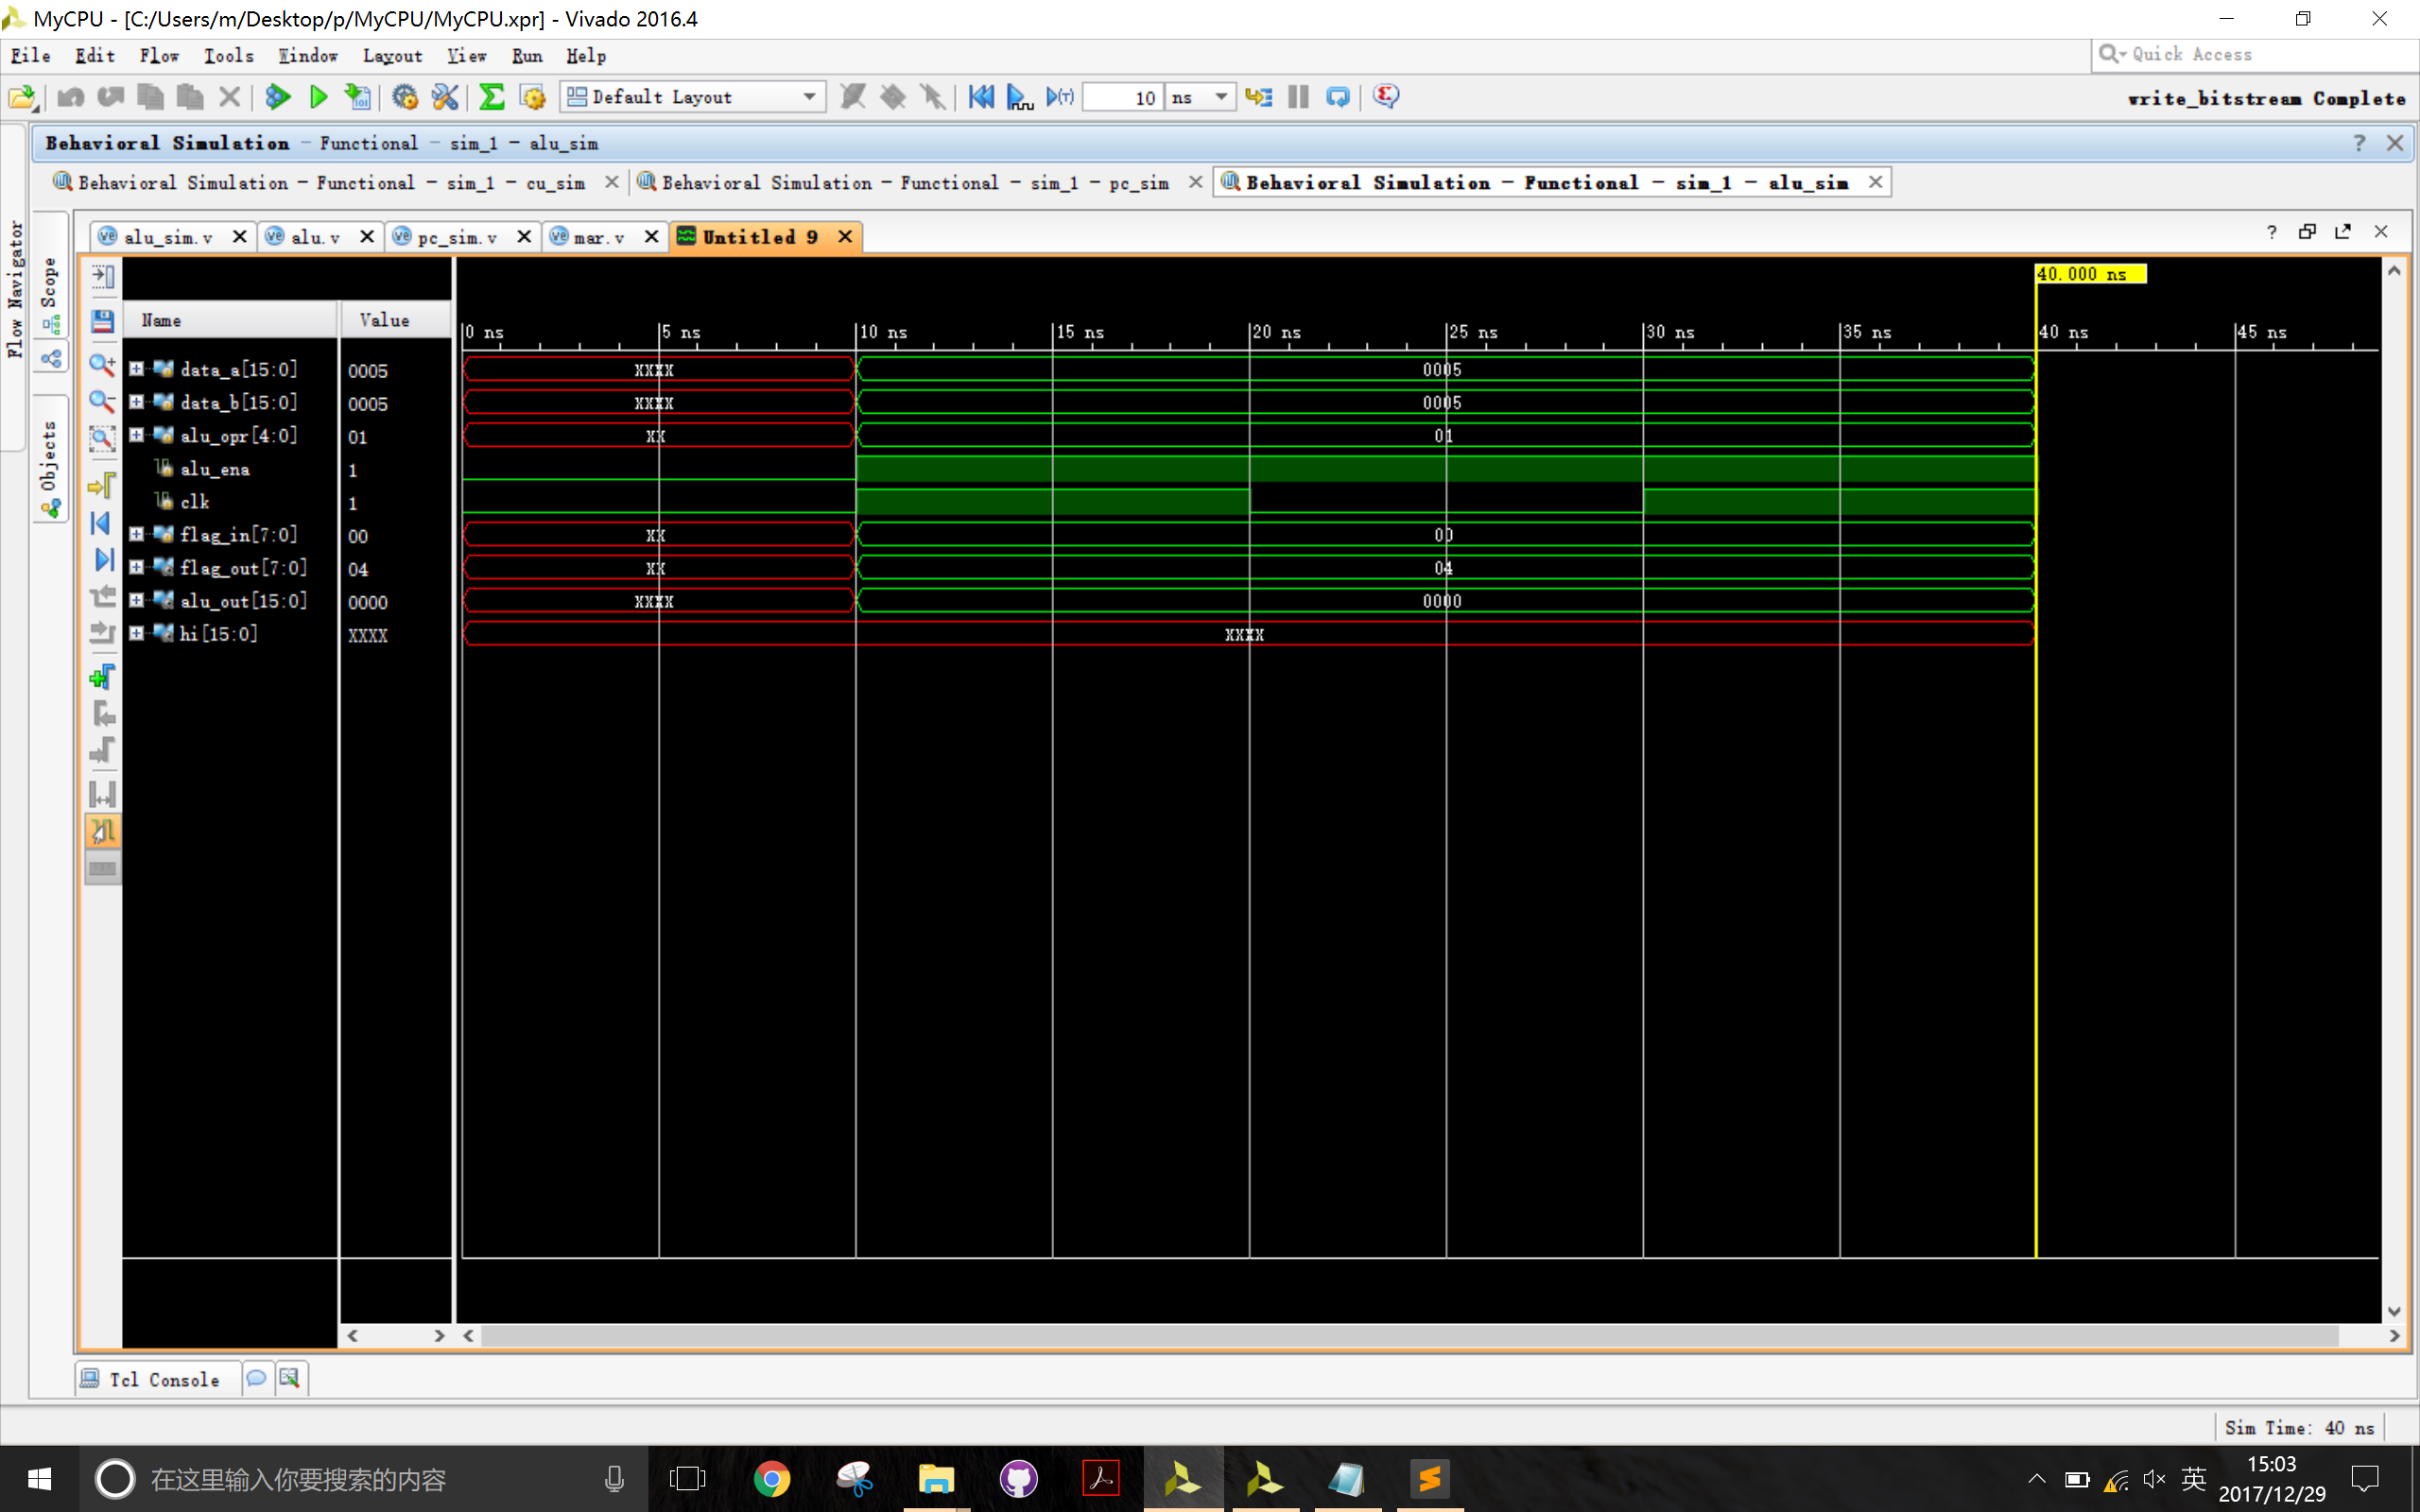 MyCPU - [C:/Users/m/Desktop/p/MyCPU/MyCPU.xpr] - Vivado 2016.4
File Edit Flow Tools Window Layout View Run Help
Quick Access
Default Layout
10 ns
write_bitstream Complete
Behavioral Simulation - Functional - sim_1 - alu_sim
Behavioral Simulation - Functional - sim_1 - cu_sim
Behavioral Simulation - Functional - sim_1 - pc_sim
Behavioral Simulation - Functional - sim_1 - alu_sim
Flow Navigator
Scope
Objects
alu_sim.v
alu.v
pc_sim.v
mar.v
Untitled 9
40.000 ns
Name Value
0 ns 5 ns 10 ns 15 ns 20 ns 25 ns 30 ns 35 ns 40 ns 45 ns
data_a[15:0] 0005 XXXX 0005
data_b[15:0] 0005 XXXX 0005
alu_opr[4:0] 01 XX 01
alu_ena 1
clk 1
flag_in[7:0] 00 XX 00
flag_out[7:0] 04 XX 04
alu_out[15:0] 0000 XXXX 0000
hi[15:0] XXXX XXXX
Tcl Console
Sim Time: 40 ns
在这里输入你要搜索的内容
英
15:03
2017/12/29